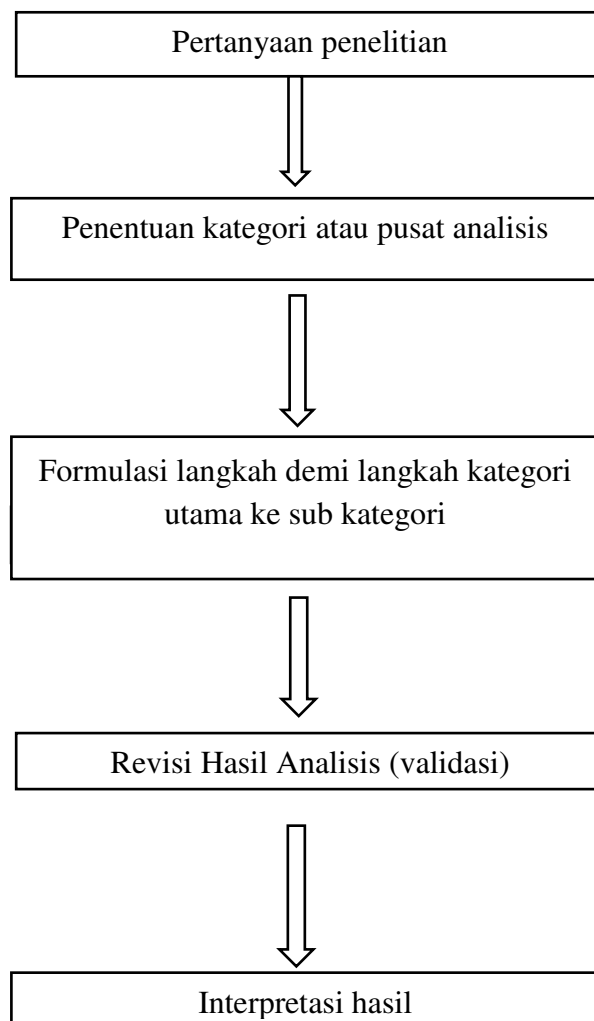 Pertanyaan penelitian
Penentuan kategori atau pusat analisis
Formulasi langkah demi langkah kategori
utama ke sub kategori
Revisi Hasil Analisis (validasi)
Interpretasi hasil